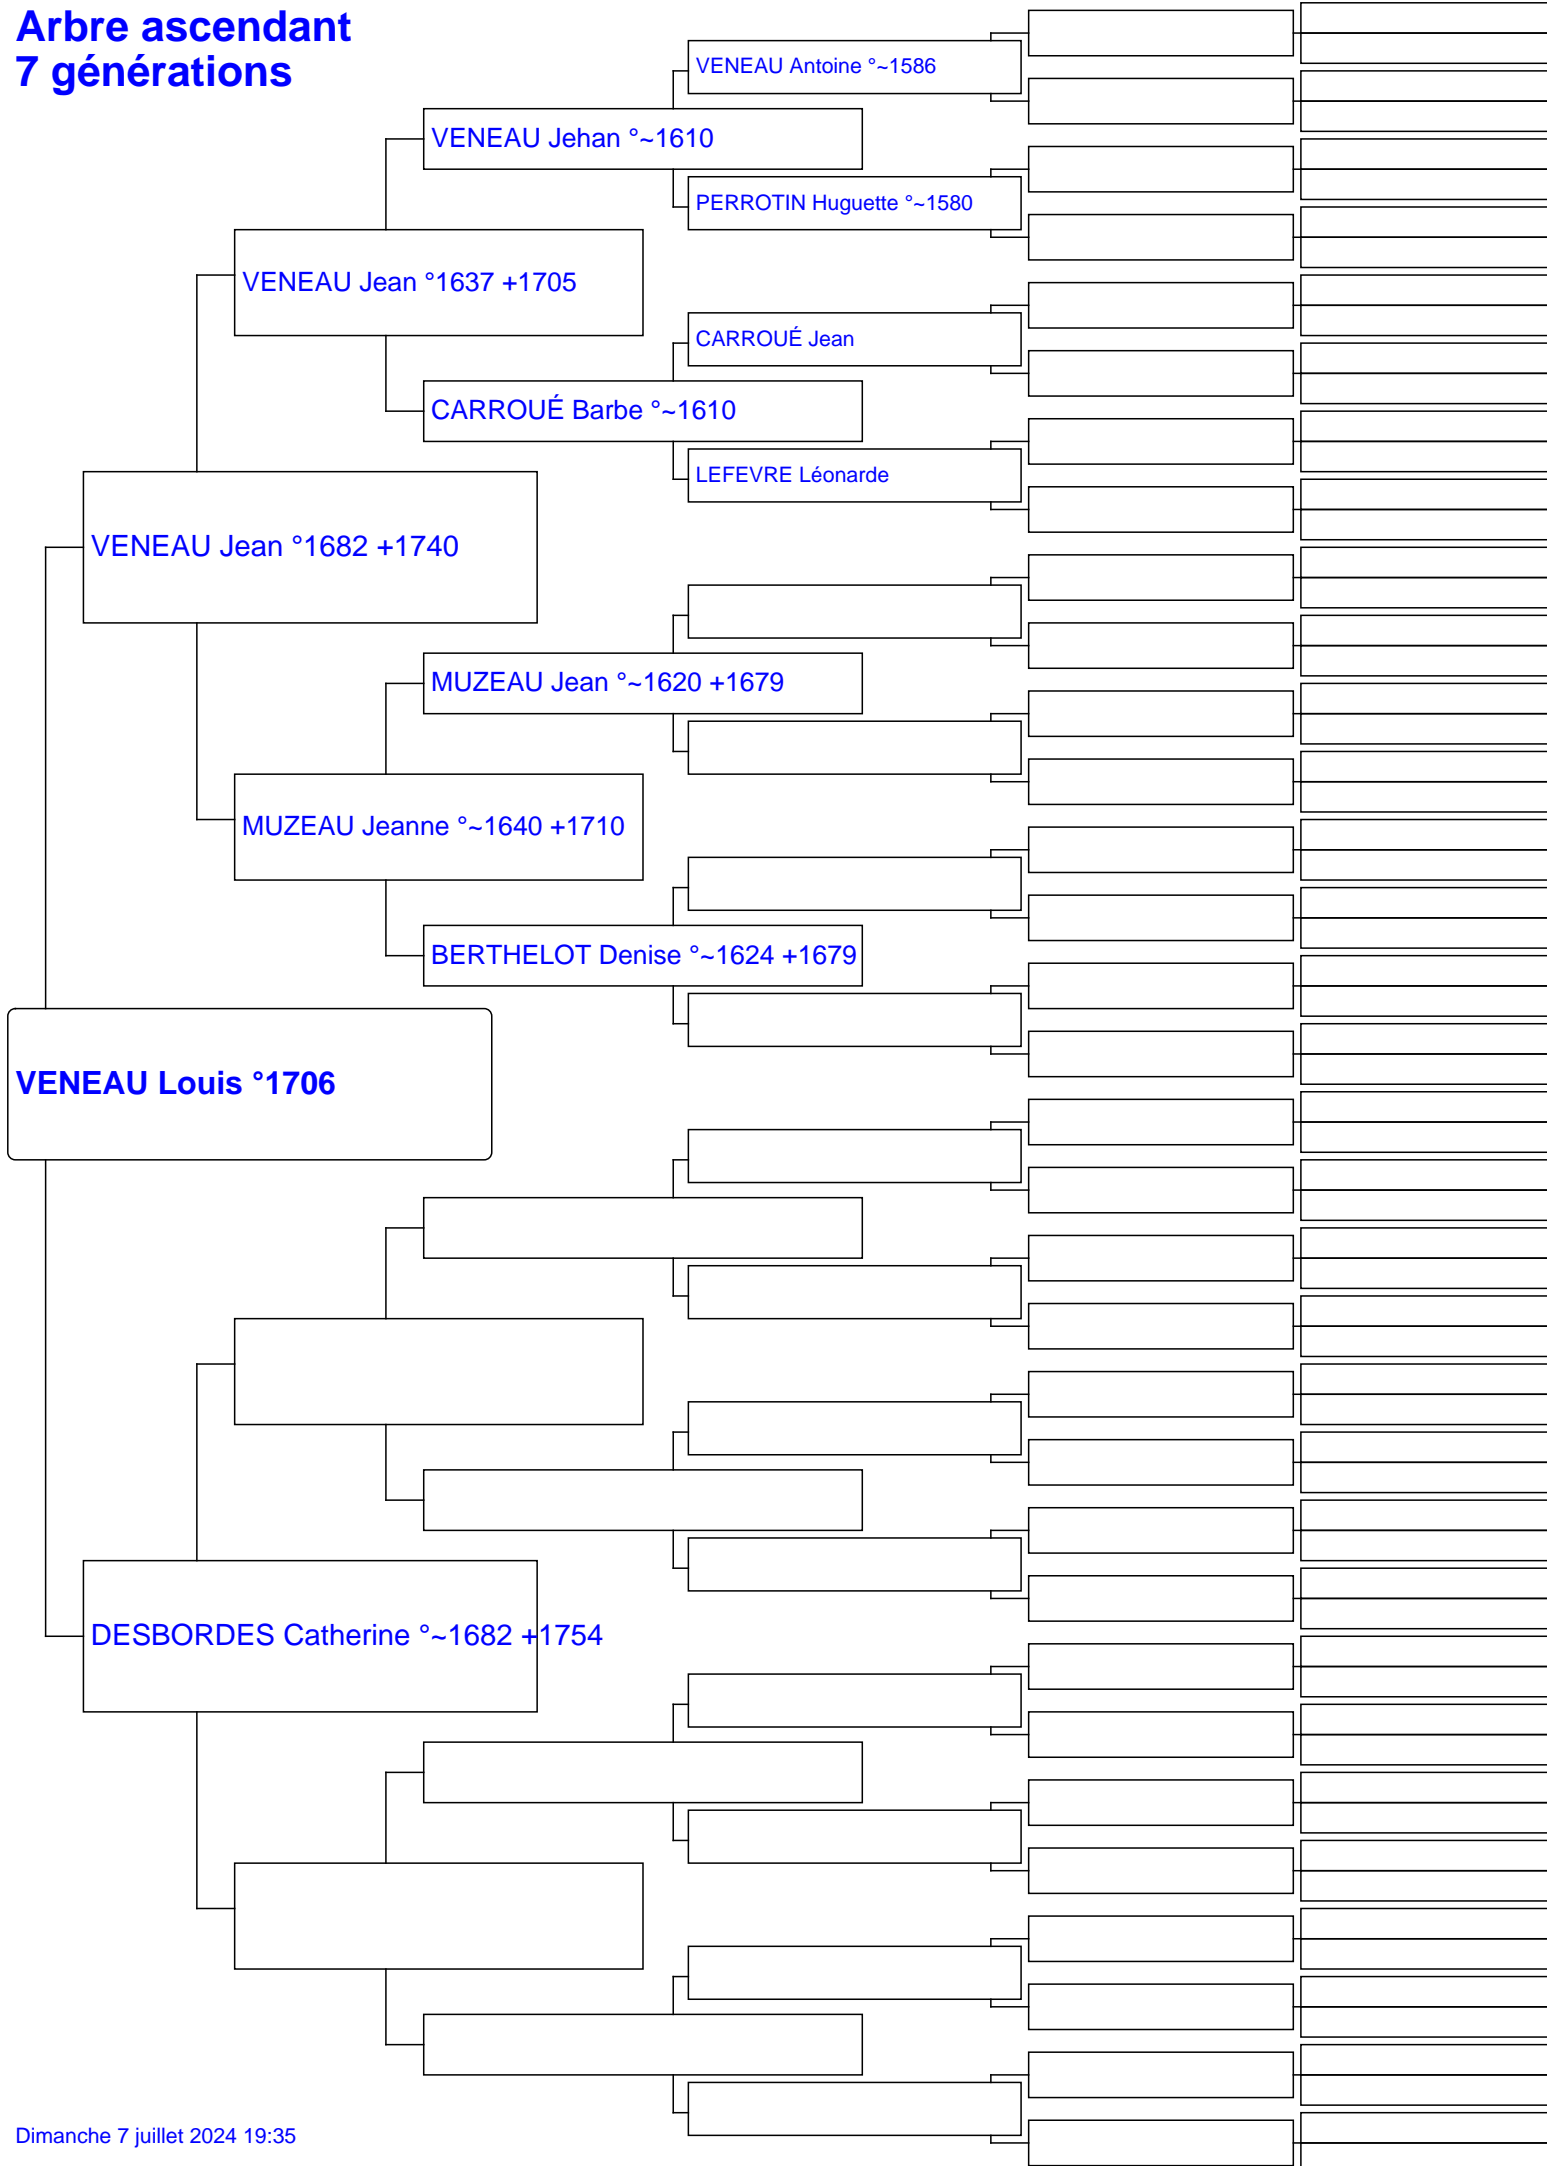 Arbre ascendant
7 générations
VENEAU Antoine °~1586
VENEAU Jehan °~1610
PERROTIN Huguette °~1580
VENEAU Jean °1637 +1705
CARROUÉ Jean
CARROUÉ Barbe °~1610
LEFEVRE Léonarde
VENEAU Jean °1682 +1740
MUZEAU Jean °~1620 +1679
MUZEAU Jeanne °~1640 +1710
BERTHELOT Denise °~1624 +1679
VENEAU Louis °1706
DESBORDES Catherine °~1682 +1754
Dimanche 7 juillet 2024 19:35